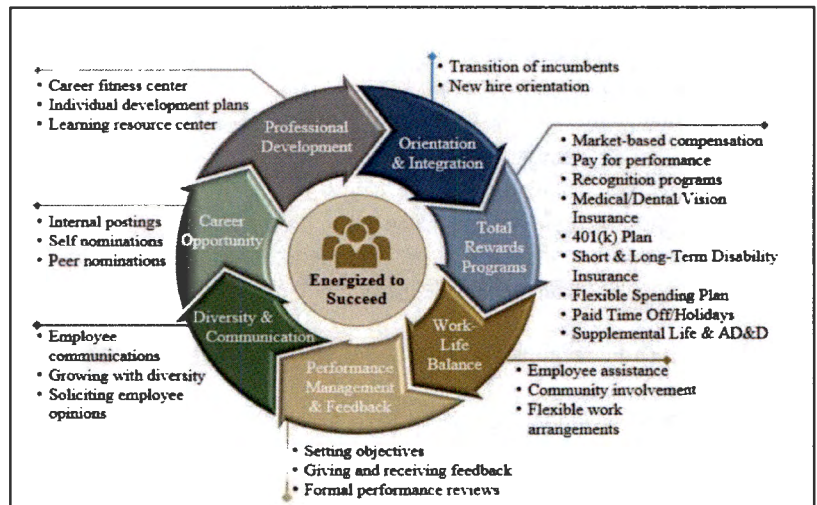 • Transition of incumbents
• New hire orientation
Orientation
& Integration
• Market-based compensation
• Pay for performance
• Recognition programs
• Medical/Dental Vision
Insurance
• 401(k) Plan
• Short & Long-Term Disability
Insurance
• Flexible Spending Plan
• Paid Time Off/Holidays
• Supplemental Life & AD&D
Total
Rewards
Programs
Work-
Life
Balance
• Employee assistance
• Community involvement
• Flexible work
arrangements
Performance
Management
& Feedback
• Setting objectives
• Giving and receiving feedback
• Formal performance reviews
Diversity &
Communication
• Employee
communications
• Growing with diversity
• Soliciting employee
opinions
Career
Opportunity
• Internal postings
• Self nominations
• Peer nominations
Professional
Development
• Career fitness center
• Individual development plans
• Learning resource center
Energized to
Succeed